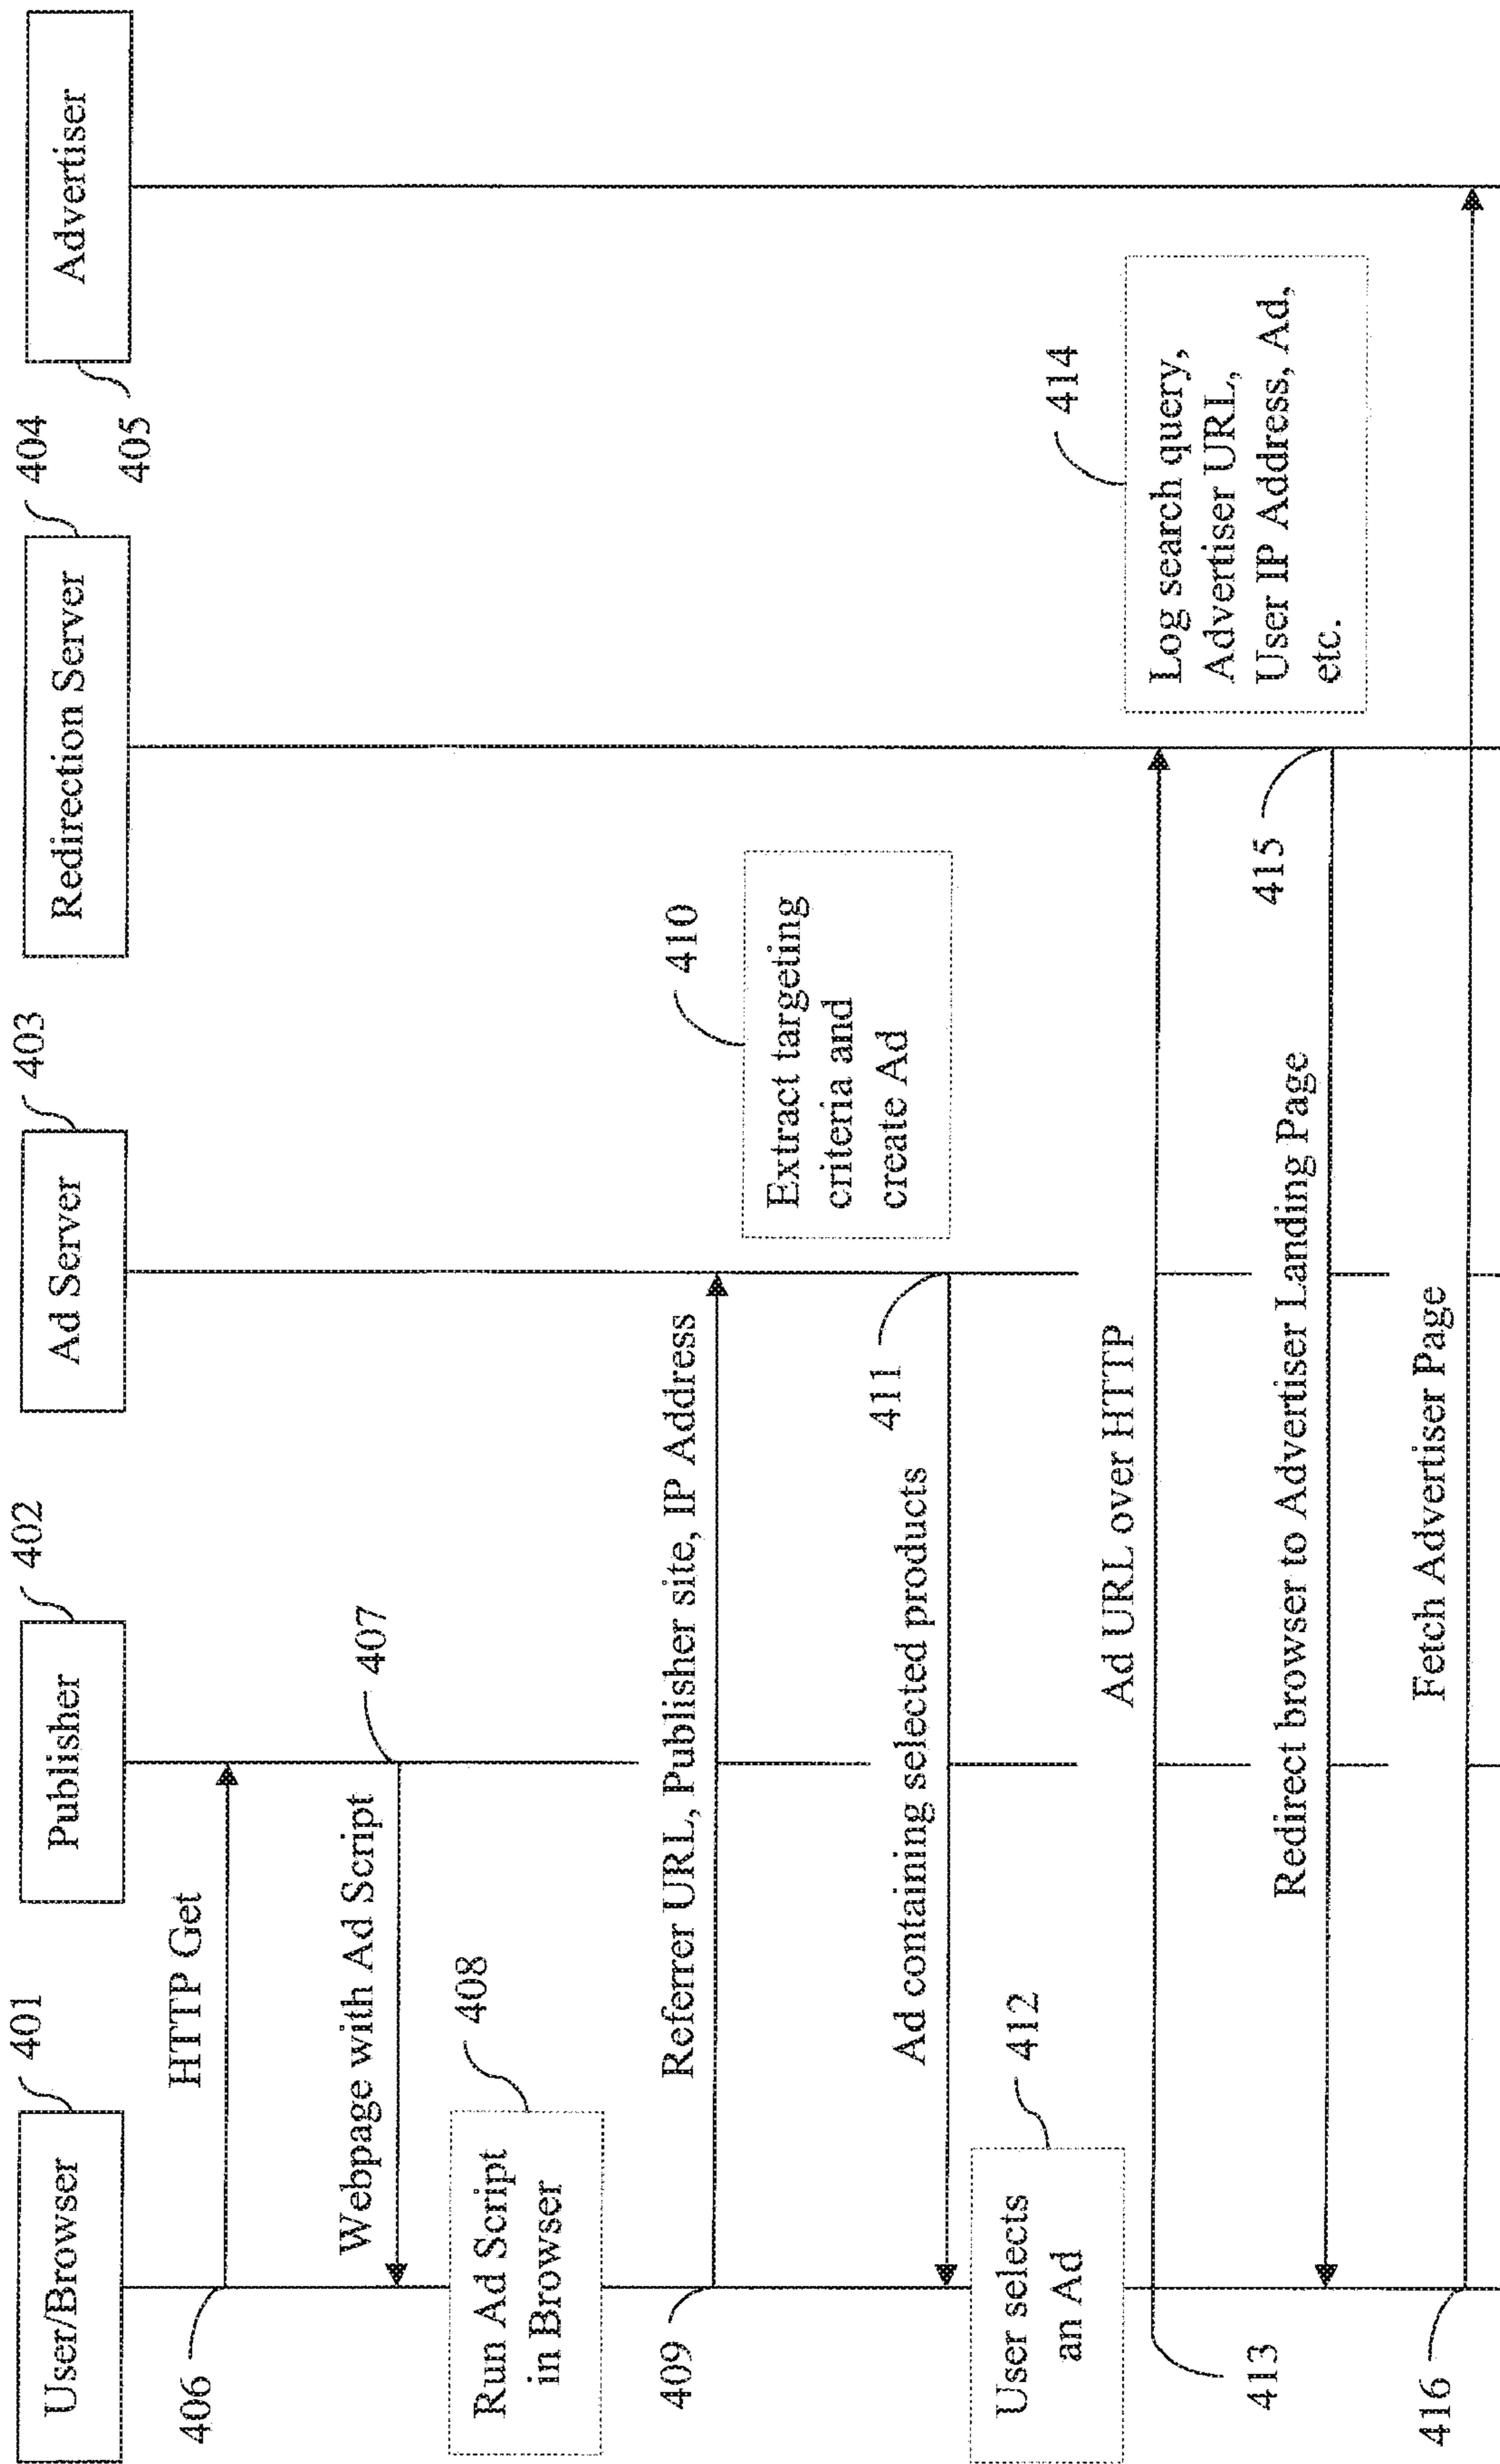 401
User/Browser
402
Publisher
403
Ad Server
404
Redirection Server
405
Advertiser
406
HTTP Get
407
Webpage with Ad Script
408
Run Ad Script
in Browser
409
Referrer URL, Publisher site, IP Address
410
Extract targeting
criteria and
create Ad
411
Ad containing selected products
412
User selects
an Ad
413
Ad URL over HTTP
414
Log search query,
Advertiser URL,
User IP Address, Ad,
etc.
415
Redirect browser to Advertiser Landing Page
416
Fetch Advertiser Page